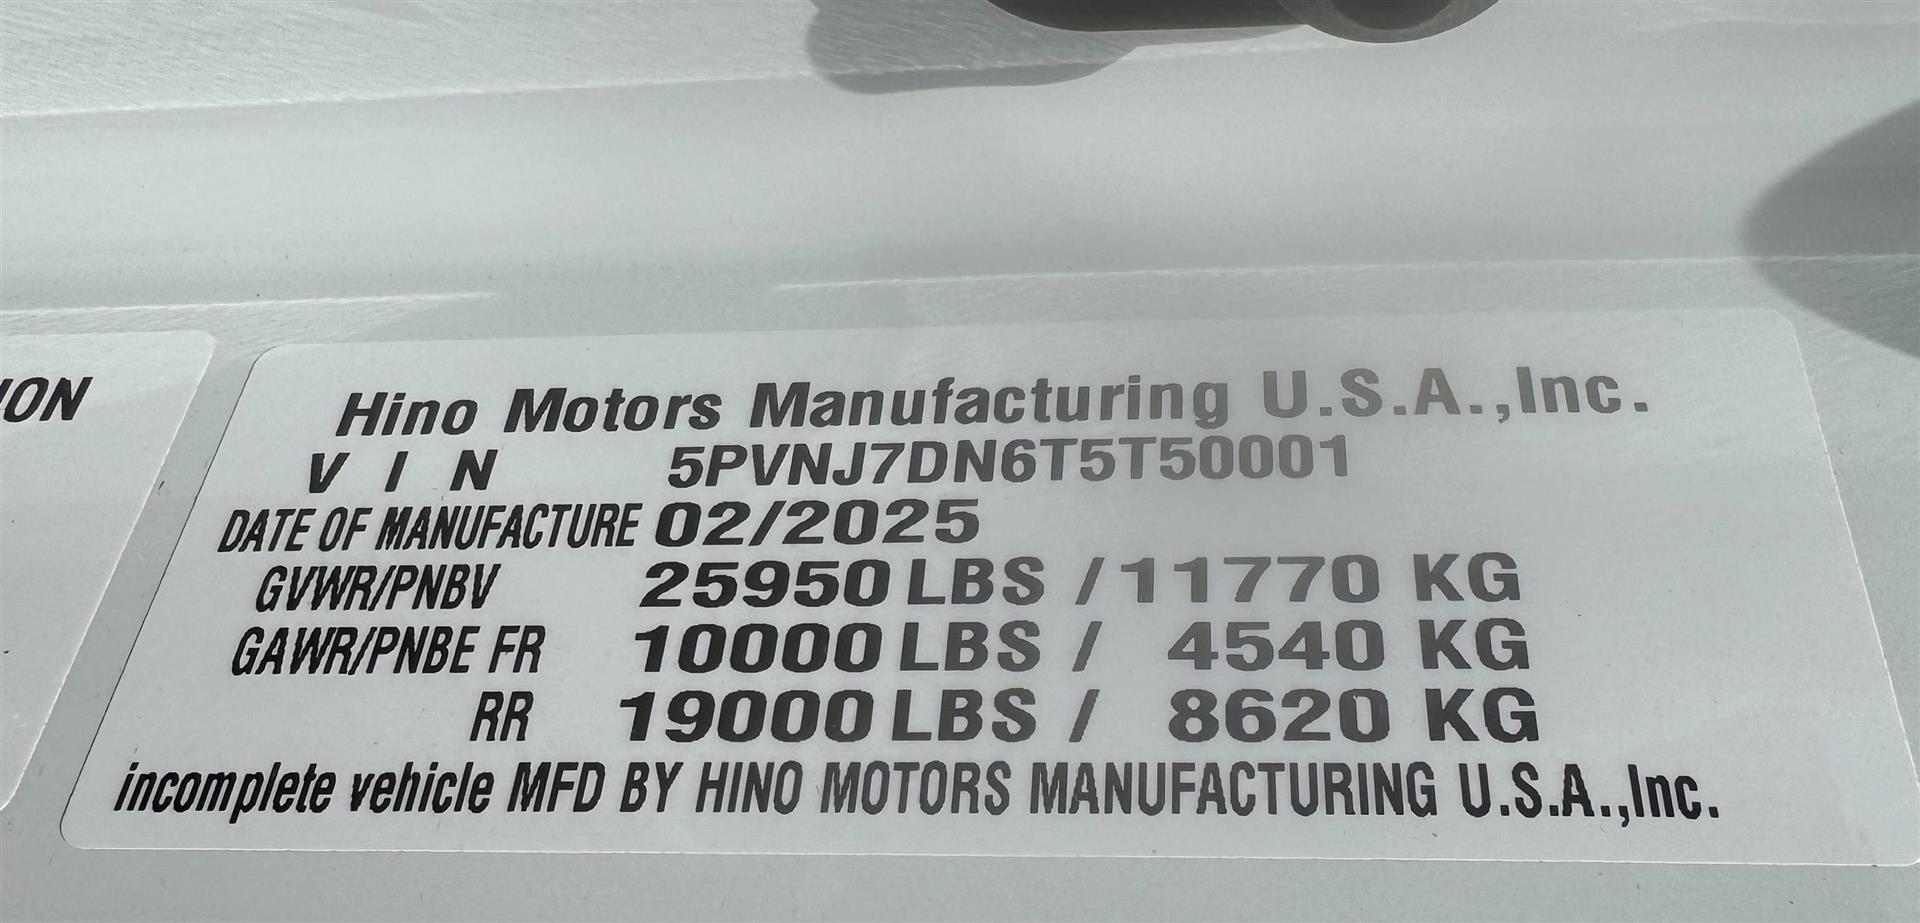 ION
Hino Motors Manufacturing U.S.A.,Inc.
V I N 5PVNJ7DN6T5T50001
DATE OF MANUFACTURE 02/2025
GVWR/PNBV 25950 LBS / 11770 KG
GAWR/PNBE FR 10000 LBS / 4540 KG
RR 19000 LBS / 8620 KG
incomplete vehicle MFD BY HINO MOTORS MANUFACTURING U.S.A.,Inc.